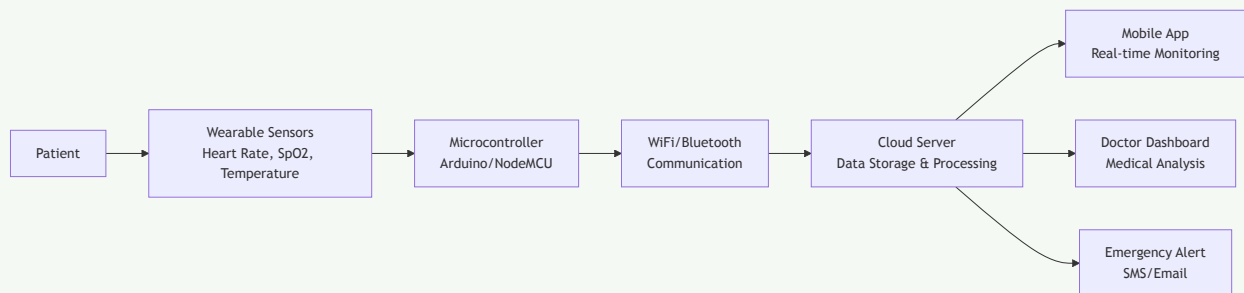 Patient
Wearable Sensors
Heart Rate, SpO2,
Temperature
Microcontroller
Arduino/NodeMCU
WiFi/Bluetooth
Communication
Cloud Server
Data Storage & Processing
Mobile App
Real-time Monitoring
Doctor Dashboard
Medical Analysis
Emergency Alert
SMS/Email